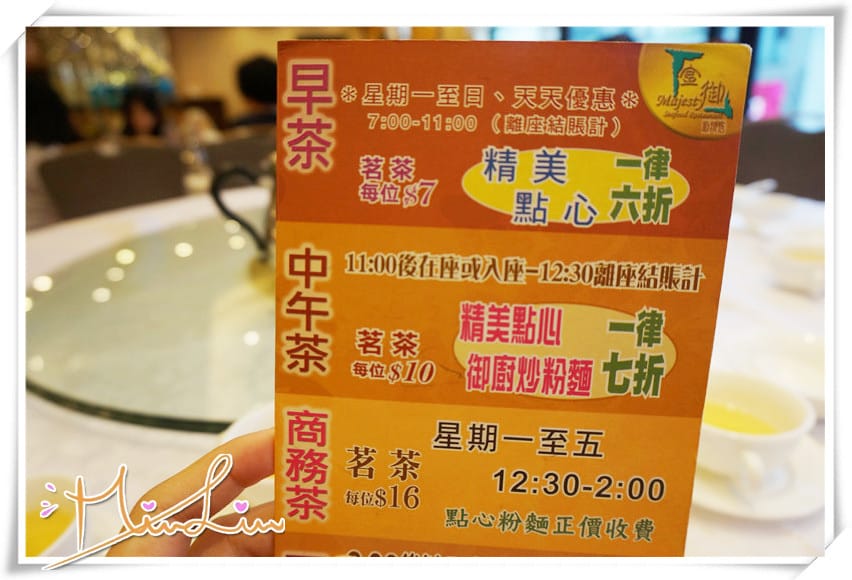 御皇
Majesty
Seafood Restaurant
早茶
＊星期一至日、天天優惠＊
7:00-11:00 （離座結賬計）
茗茶
每位$7
精美
點心
一律
六折
中午茶
11:00後在座或入座-12:30離座結賬計
茗茶
每位$10
精美點心
御廚炒粉麵
一律
七折
商務茶
星期一至五
茗茶
每位$16
12:30-2:00
點心粉麵正價收費
MinLin